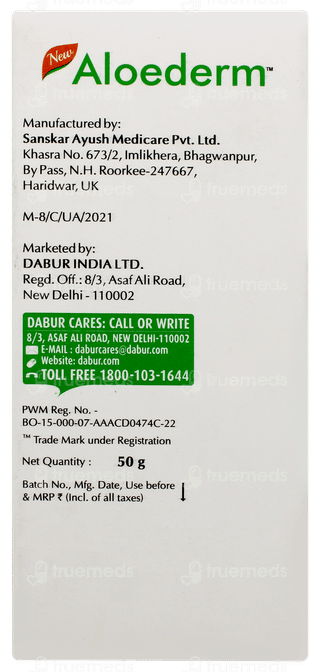 New
Aloederm™
Manufactured by:
Sanskar Ayush Medicare Pvt. Ltd.
Khasra No. 673/2, Imlikhera, Bhagwanpur,
By Pass, N.H. Roorkee-247667,
Haridwar, UK
M-8/C/UA/2021
Marketed by:
DABUR INDIA LTD.
Regd. Off.: 8/3, Asaf Ali Road,
New Delhi - 110002
DABUR CARES: CALL OR WRITE
8/3, ASAF ALI ROAD, NEW DELHI-110002
E-MAIL : daburcares@dabur.com
Website: dabur.com
TOLL FREE 1800-103-1644
PWM Reg. No. -
BO-15-000-07-AAACD0474C-22
™ Trade Mark under Registration
Net Quantity : 50 g
Batch No., Mfg. Date, Use before
& MRP ₹ (Incl. of all taxes)
truemeds